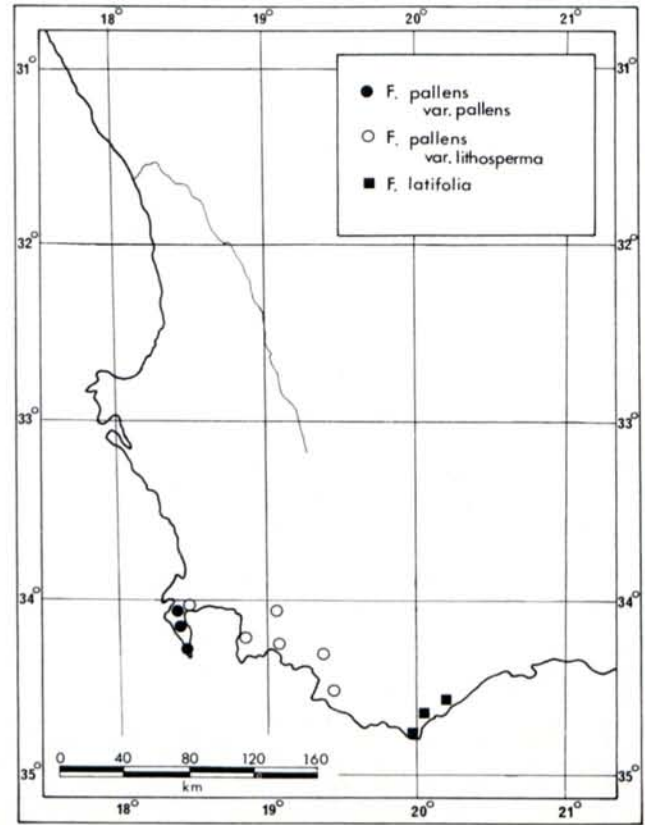 18° 19° 20° 21°
31° 31°
F. pallens
var. pallens
F. pallens
var. lithosperma
F. latifolia
32° 32°
33° 33°
34° 34°
0 40 80 120 160
km
35° 35°
18° 19° 20° 21°